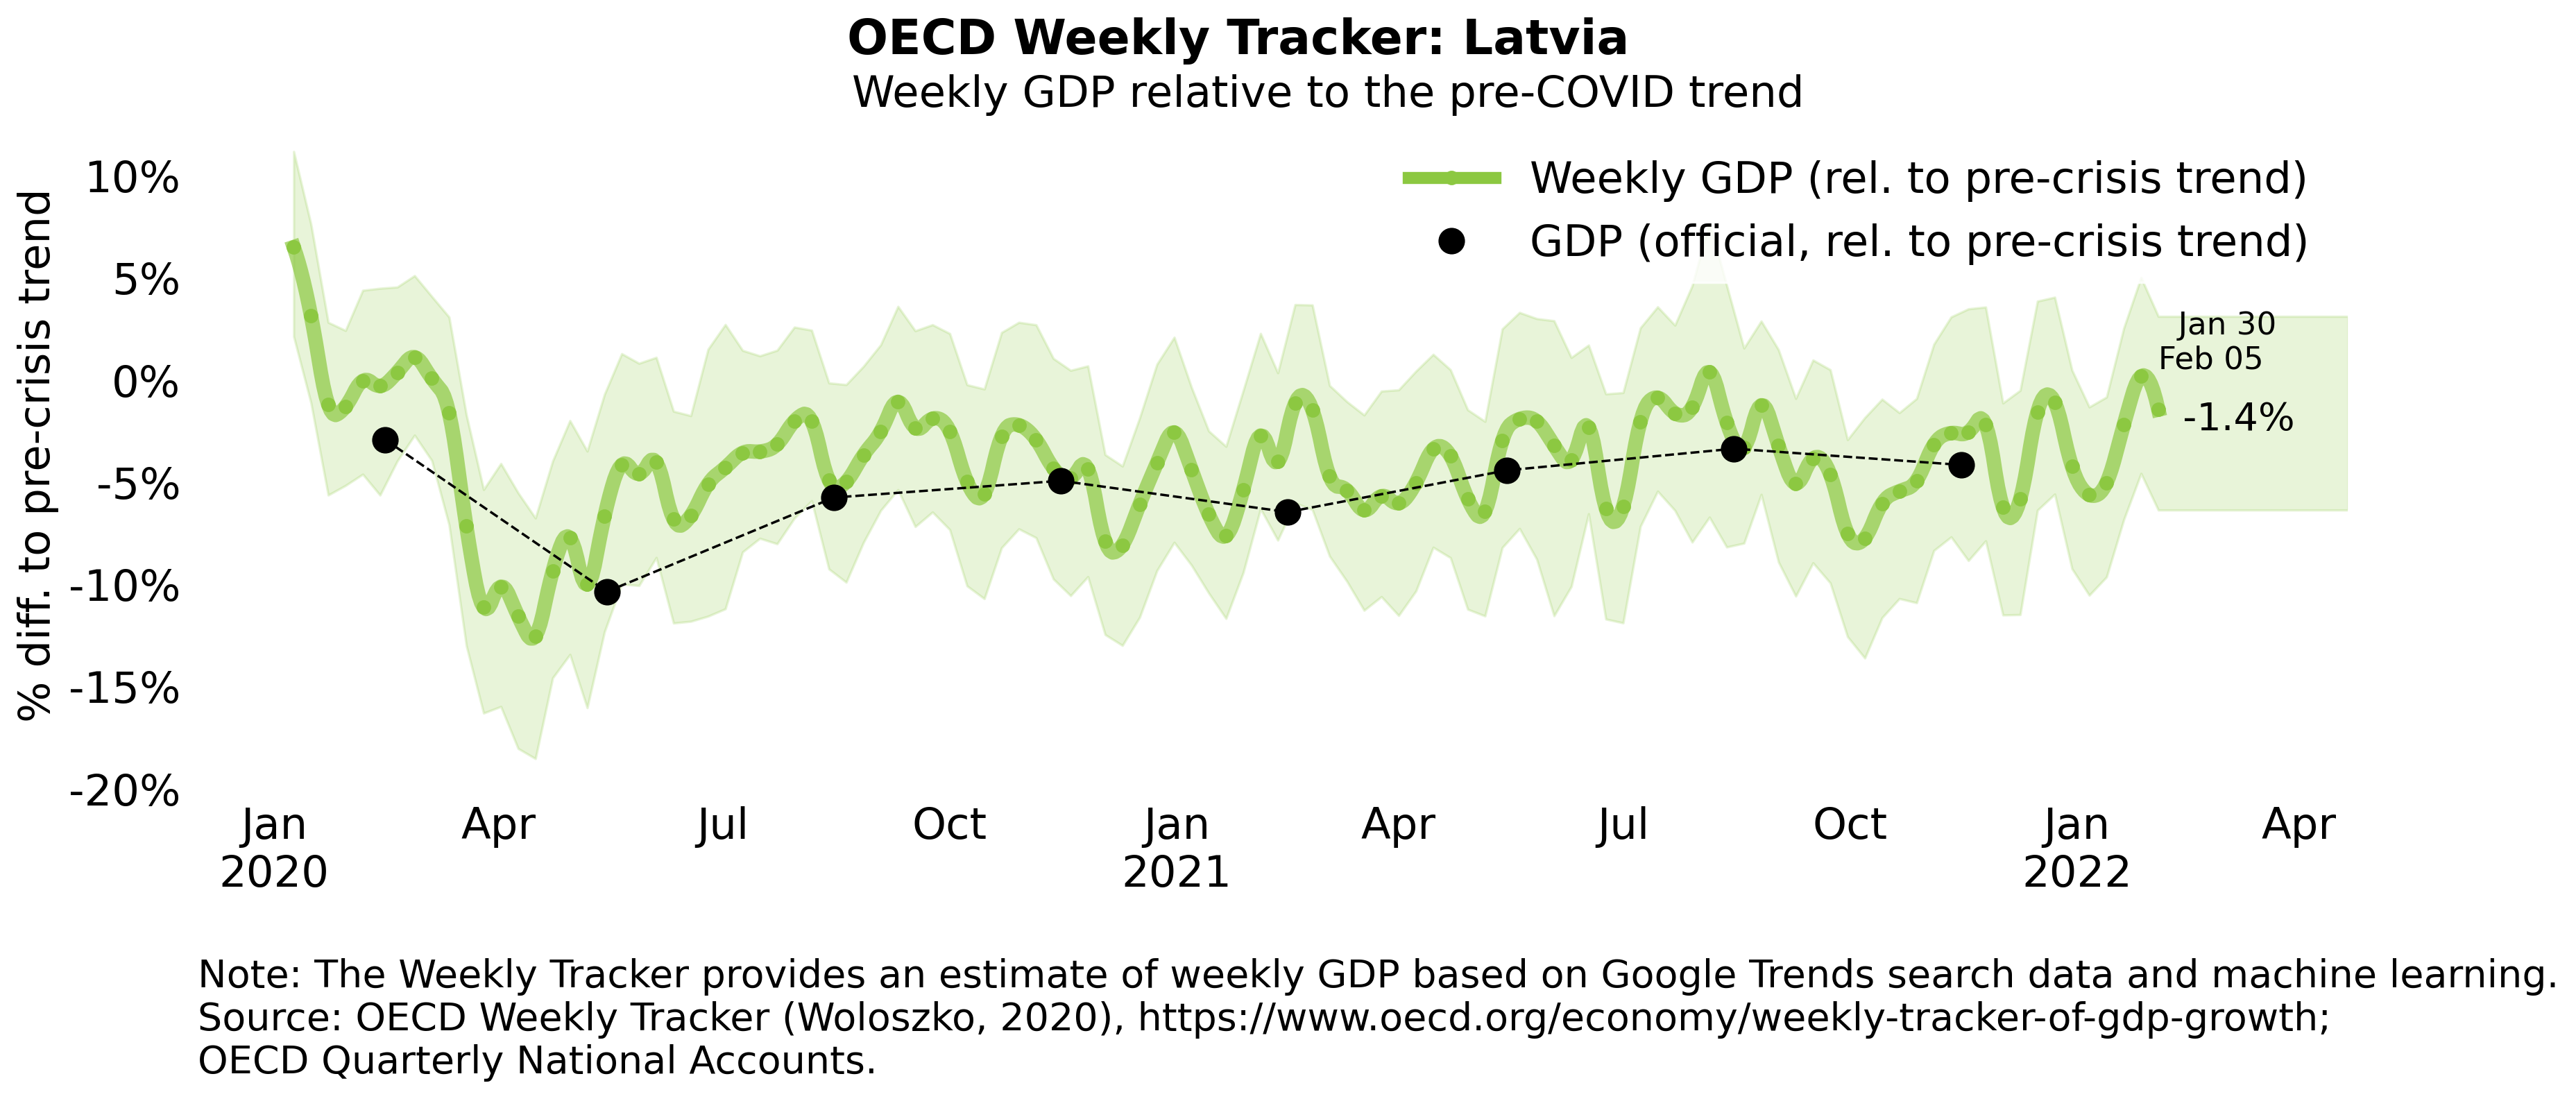 OECD Weekly Tracker: Latvia
Weekly GDP relative to the pre-COVID trend
% diff. to pre-crisis trend
10%
5%
0%
-5%
-10%
-15%
-20%
Weekly GDP (rel. to pre-crisis trend)
GDP (official, rel. to pre-crisis trend)
Jan 30
Feb 05
-1.4%
Jan Apr Jul Oct Jan Apr Jul Oct Jan Apr
2020 2021 2022
Note: The Weekly Tracker provides an estimate of weekly GDP based on Google Trends search data and machine learning.
Source: OECD Weekly Tracker (Woloszko, 2020), https://www.oecd.org/economy/weekly-tracker-of-gdp-growth;
OECD Quarterly National Accounts.